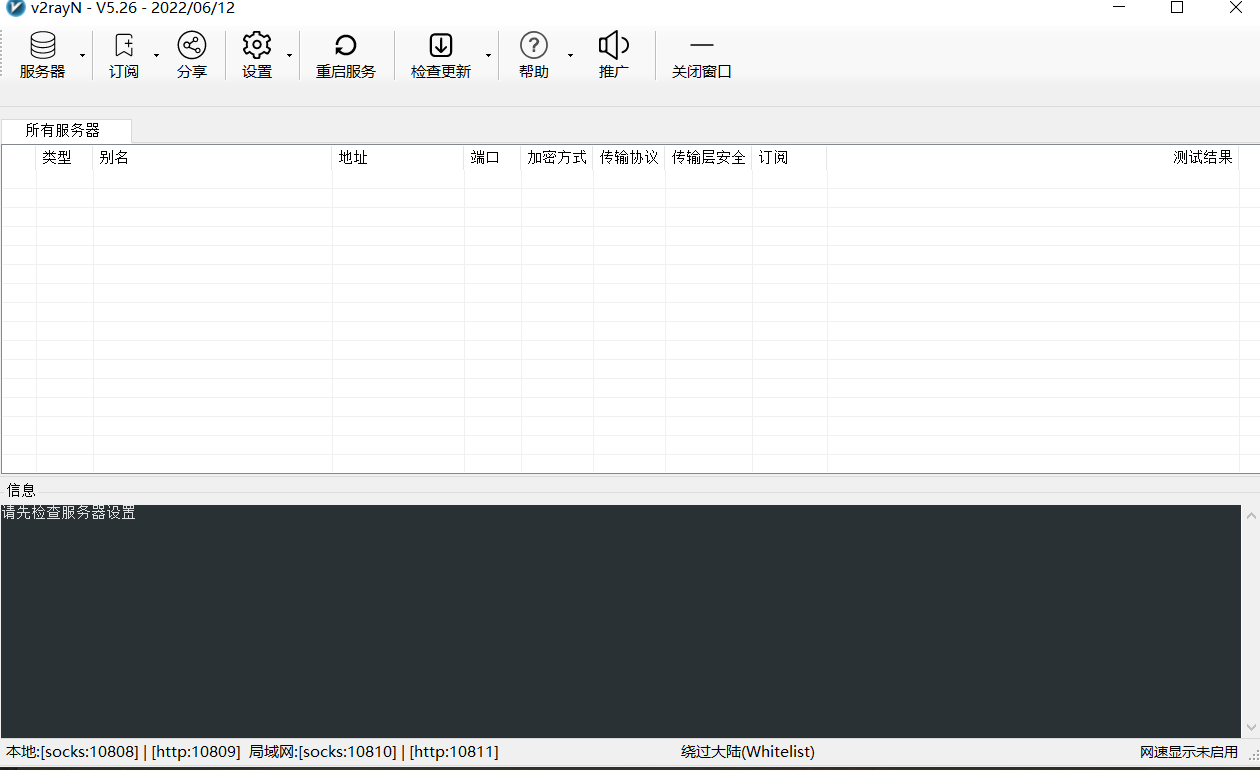 v2rayN - V5.26 - 2022/06/12
服务器 订阅 分享 设置 重启服务 检查更新 帮助 推广 关闭窗口
所有服务器
类型 别名 地址 端口 加密方式 传输协议 传输层安全 订阅 测试结果
信息
请先检查服务器设置
本地:[socks:10808] | [http:10809] 局域网:[socks:10810] | [http:10811] 绕过大陆(Whitelist) 网速显示未启用